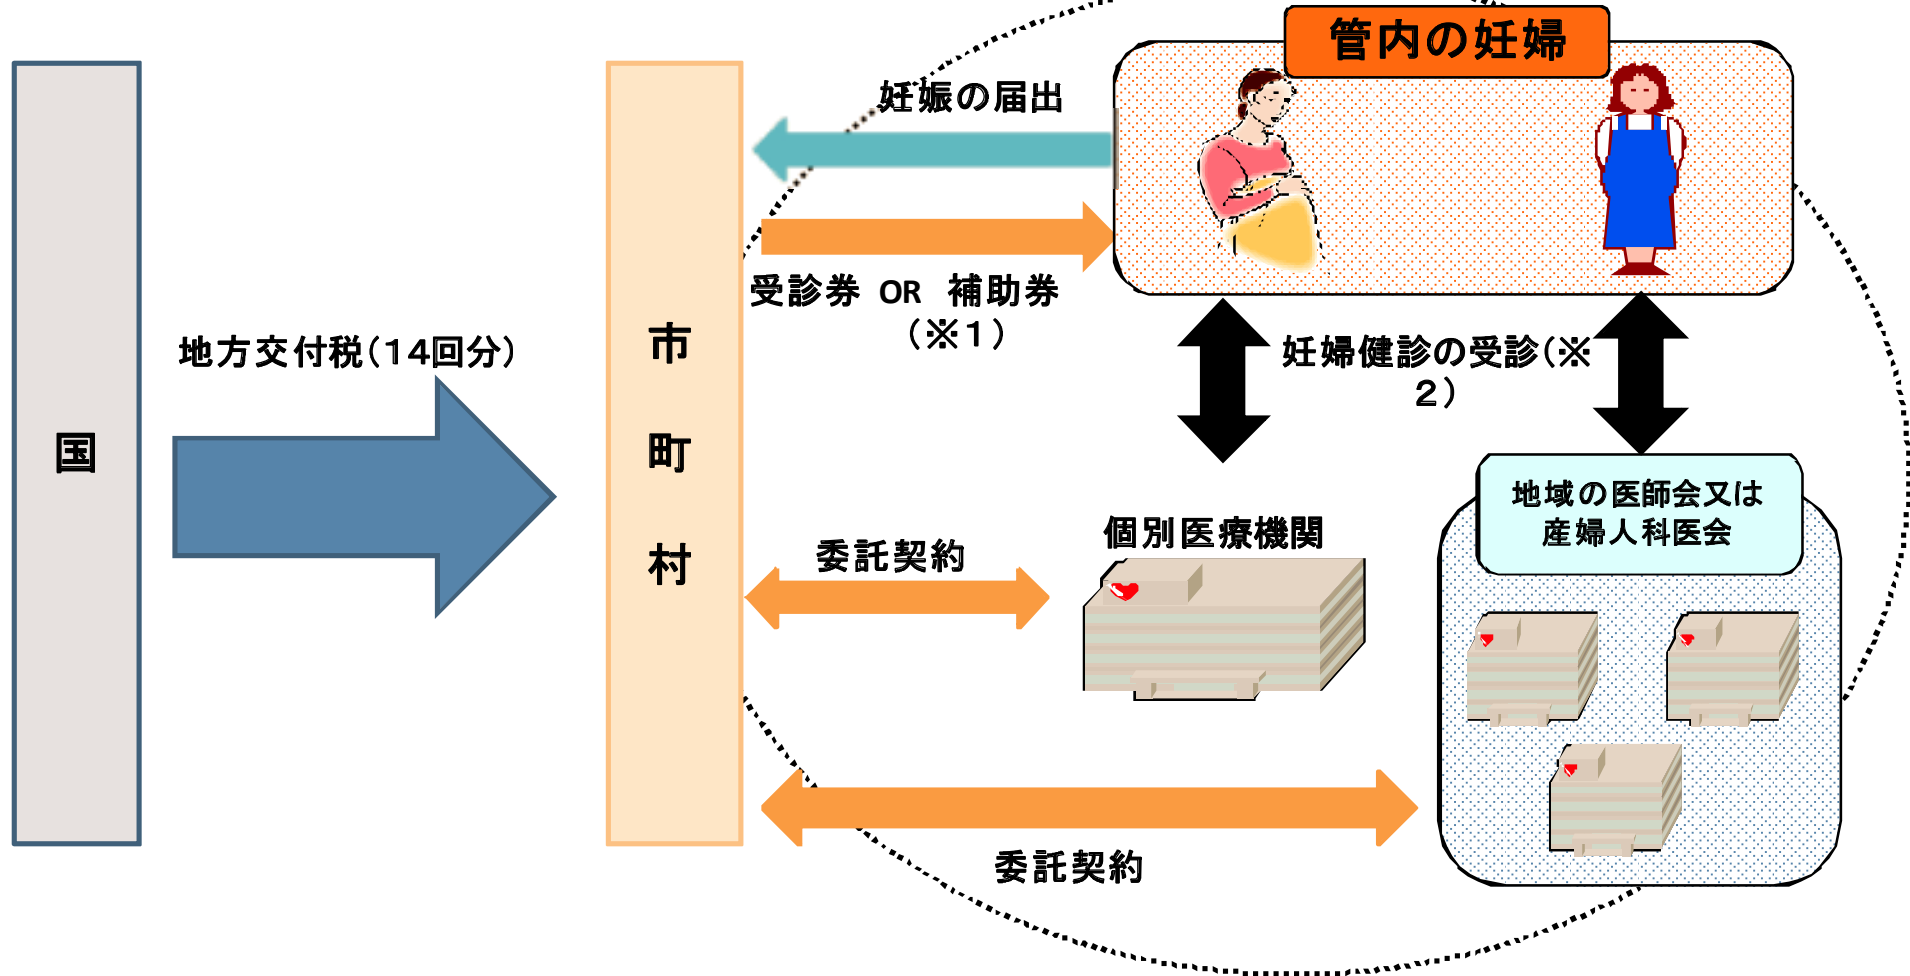 管内の妊婦
妊娠の届出
受診券 OR 補助券
（※１）
地方交付税（１４回分）
国
市
町
村
妊婦健診の受診（※
２）
地域の医師会又は
産婦人科医会
個別医療機関
委託契約
委託契約